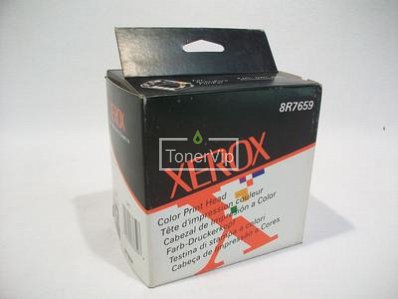 8R7659
XEROX
XEROX
TonerVip
Color Print Head
Tête d'impression couleur
Cabezal de Impresión a Color
Farb-Druckerkopf
Testina di stampa a colori
Cabeça de Impressão a Cores